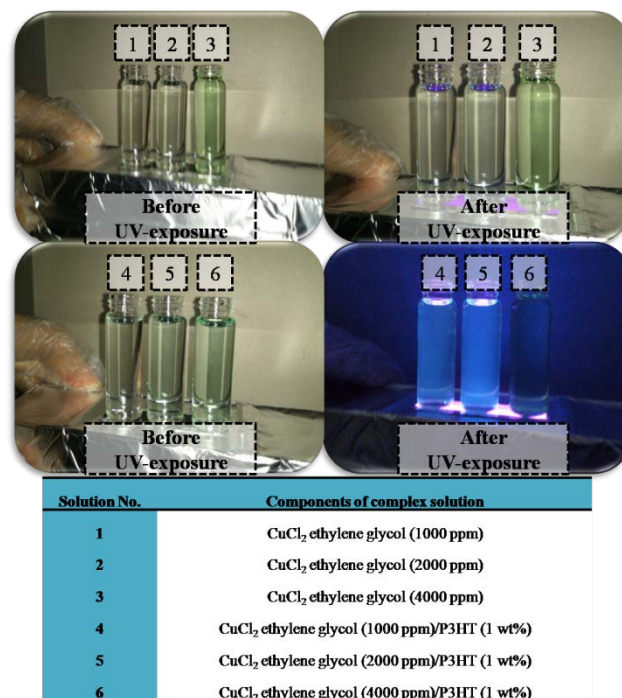 1 2 3
Before
UV-exposure
1 2 3
After
UV-exposure
4 5 6
Before
UV-exposure
4 5 6
After
UV-exposure
Solution No. Components of complex solution
1 CuCl₂ ethylene glycol (1000 ppm)
2 CuCl₂ ethylene glycol (2000 ppm)
3 CuCl₂ ethylene glycol (4000 ppm)
4 CuCl₂ ethylene glycol (1000 ppm)/P3HT (1 wt%)
5 CuCl₂ ethylene glycol (2000 ppm)/P3HT (1 wt%)
6 CuCl₂ ethylene glycol (4000 ppm)/P3HT (1 wt%)